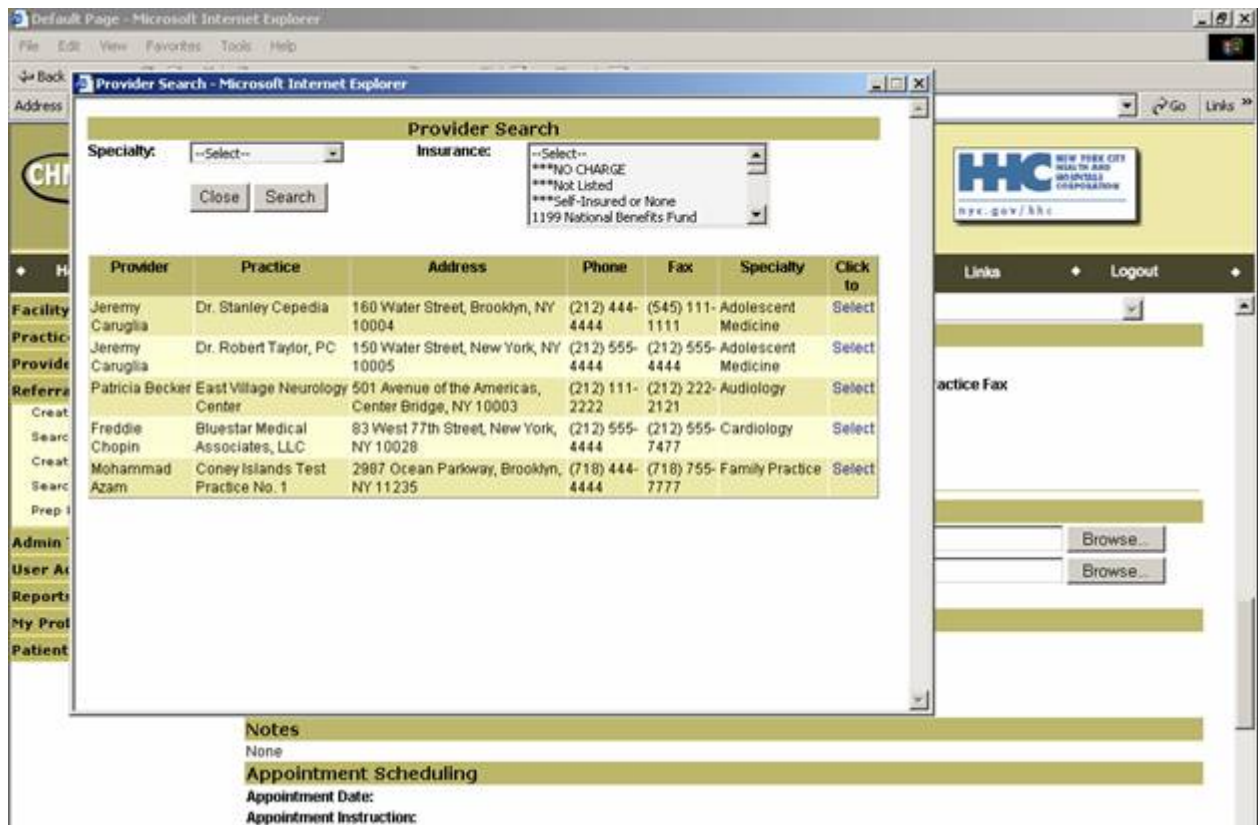 Default Page - Microsoft Internet Explorer
File Edit View Favorites Tools Help
Back
Provider Search - Microsoft Internet Explorer
Address
Go Links »
Provider Search
Specialty: --Select-- Insurance: --Select--
***NO CHARGE
***Not Listed
***Self-Insured or None
1199 National Benefits Fund
Close Search
HHC NEW YORK CITY
HEALTH AND
HOSPITALS
CORPORATION
nyc.gov/hhc
Links Logout
Provider Practice Address Phone Fax Specialty Click
to
Jeremy Dr. Stanley Cepedia 160 Water Street, Brooklyn, NY (212) 444- (545) 111- Adolescent Select
Caruglia 10004 4444 1111 Medicine
Jeremy Dr. Robert Taylor, PC 150 Water Street, New York, NY (212) 555- (212) 555- Adolescent Select
Caruglia 10005 4444 4444 Medicine
Patricia Becker East Village Neurology 501 Avenue of the Americas, (212) 111- (212) 222- Audiology Select
Center Center Bridge, NY 10003 2222 2121
Freddie Bluestar Medical 83 West 77th Street, New York, (212) 555- (212) 555- Cardiology Select
Chopin Associates, LLC NY 10028 4444 7477
Mohammad Coney Islands Test 2987 Ocean Parkway, Brooklyn, (718) 444- (718) 755- Family Practice Select
Azam Practice No. 1 NY 11235 4444 7777
Facility
Practic
Provide
Referra
Creat
Searc
Creat
Searc
Prep
Admin
User Ac
Reports
My Prof
Patient
actice Fax
Browse...
Browse...
Notes
None
Appointment Scheduling
Appointment Date:
Appointment Instruction: